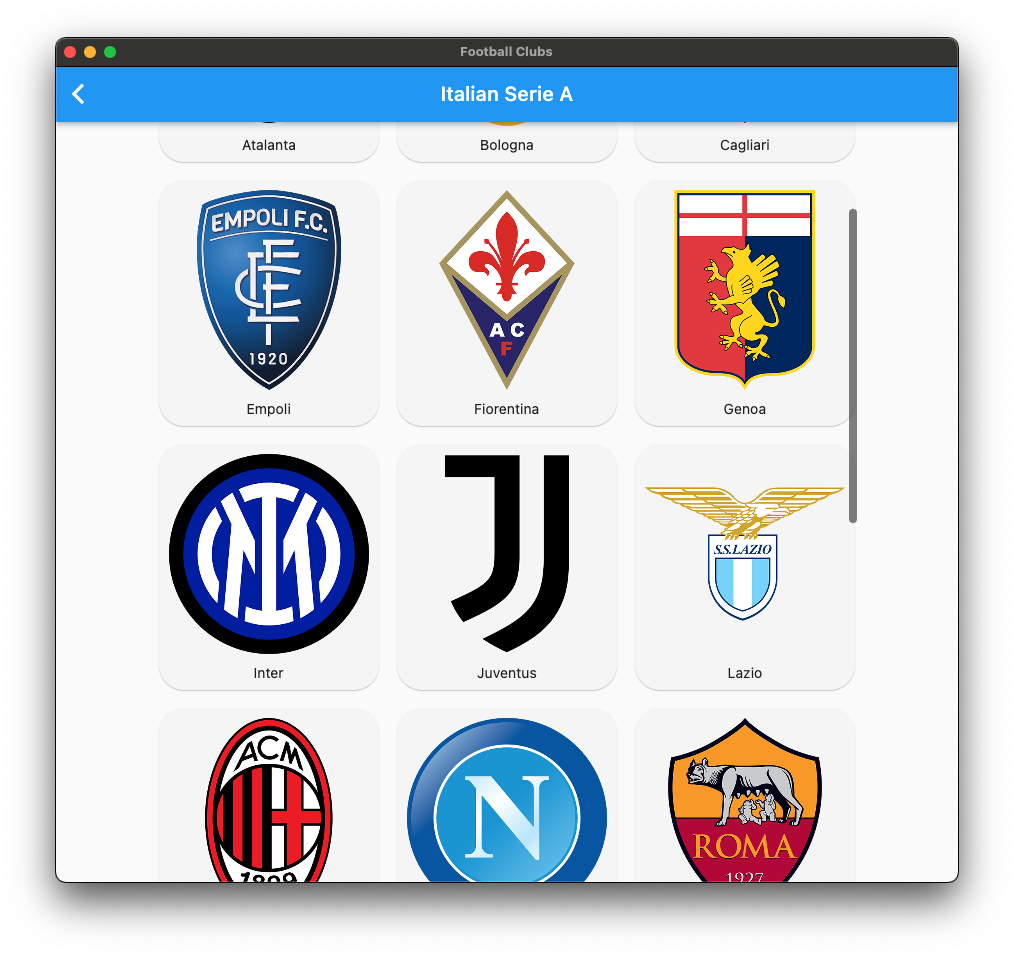 Football Clubs
Italian Serie A
Atalanta
Bologna
Cagliari
EMPOLI F.C.
1920
Empoli
A C
F
Fiorentina
Genoa
Inter
Juventus
S.S.LAZIO
Lazio
ACM
1899
N
ROMA
1927